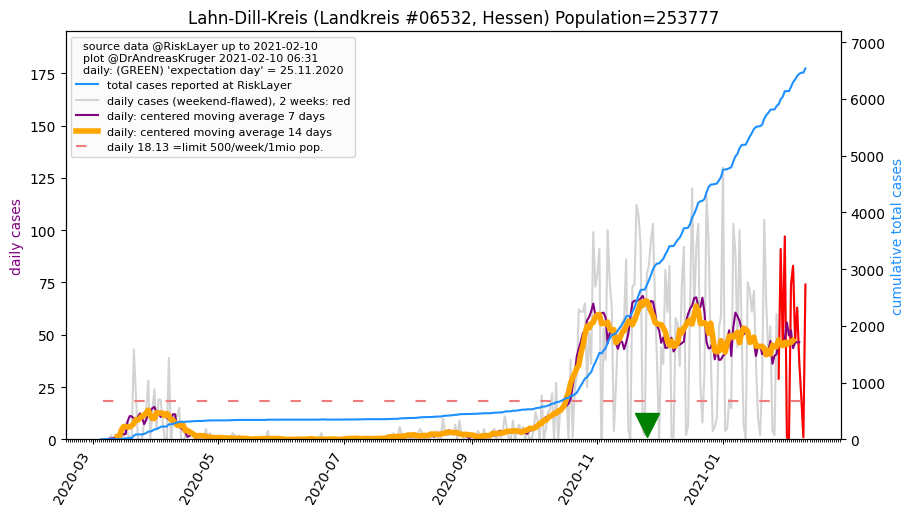 Lahn-Dill-Kreis (Landkreis #06532, Hessen) Population=253777
source data @RiskLayer up to 2021-02-10
plot @DrAndreasKruger 2021-02-10 06:31
daily: (GREEN) 'expectation day' = 25.11.2020
total cases reported at RiskLayer
daily cases (weekend-flawed), 2 weeks: red
daily: centered moving average 7 days
daily: centered moving average 14 days
daily 18.13 =limit 500/week/1mio pop.
daily cases
175
150
125
100
75
50
25
0
7000
6000
5000
4000
3000
2000
1000
0
cumulative total cases
2020-03
2020-05
2020-07
2020-09
2020-11
2021-01